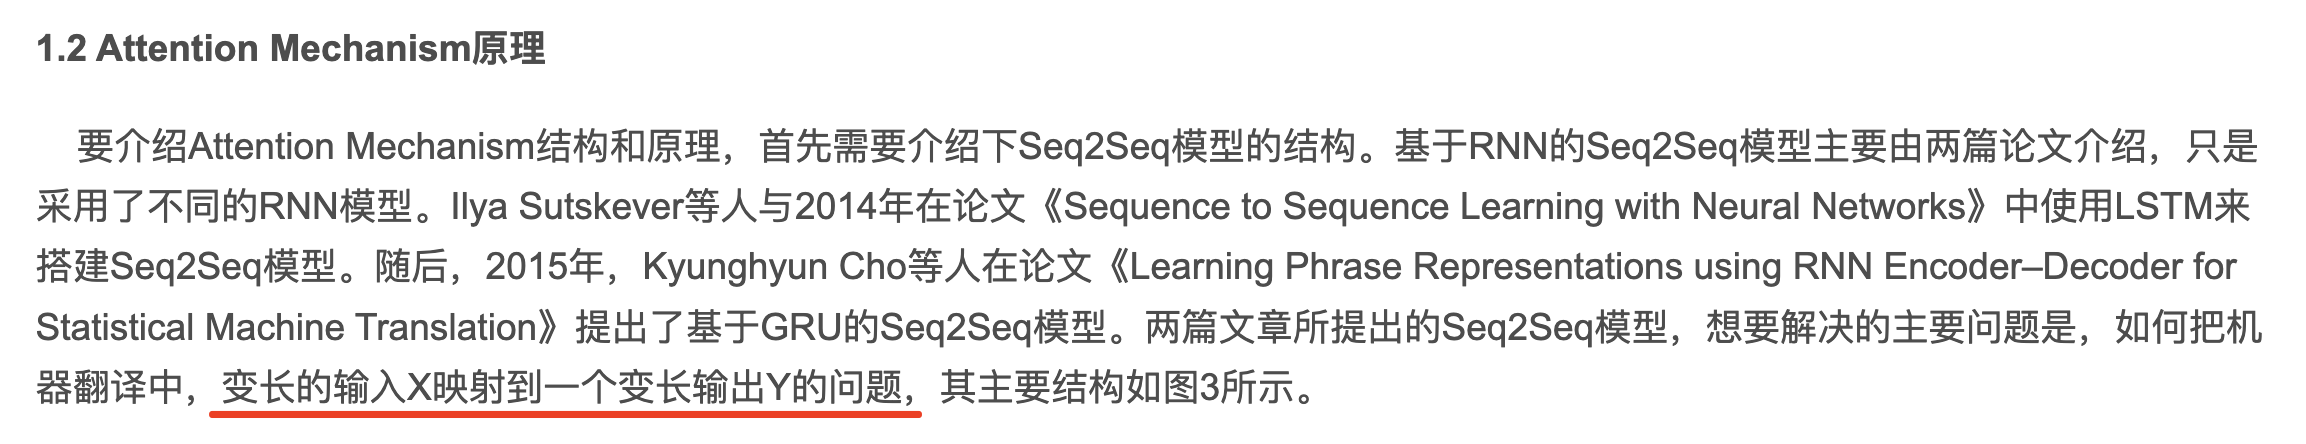 1.2 Attention Mechanism原理
要介绍Attention Mechanism结构和原理，首先需要介绍下Seq2Seq模型的结构。基于RNN的Seq2Seq模型主要由两篇论文介绍，只是
采用了不同的RNN模型。Ilya Sutskever等人与2014年在论文《Sequence to Sequence Learning with Neural Networks》中使用LSTM来
搭建Seq2Seq模型。随后，2015年，Kyunghyun Cho等人在论文《Learning Phrase Representations using RNN Encoder–Decoder for
Statistical Machine Translation》提出了基于GRU的Seq2Seq模型。两篇文章所提出的Seq2Seq模型，想要解决的主要问题是，如何把机
器翻译中，变长的输入X映射到一个变长输出Y的问题，其主要结构如图3所示。